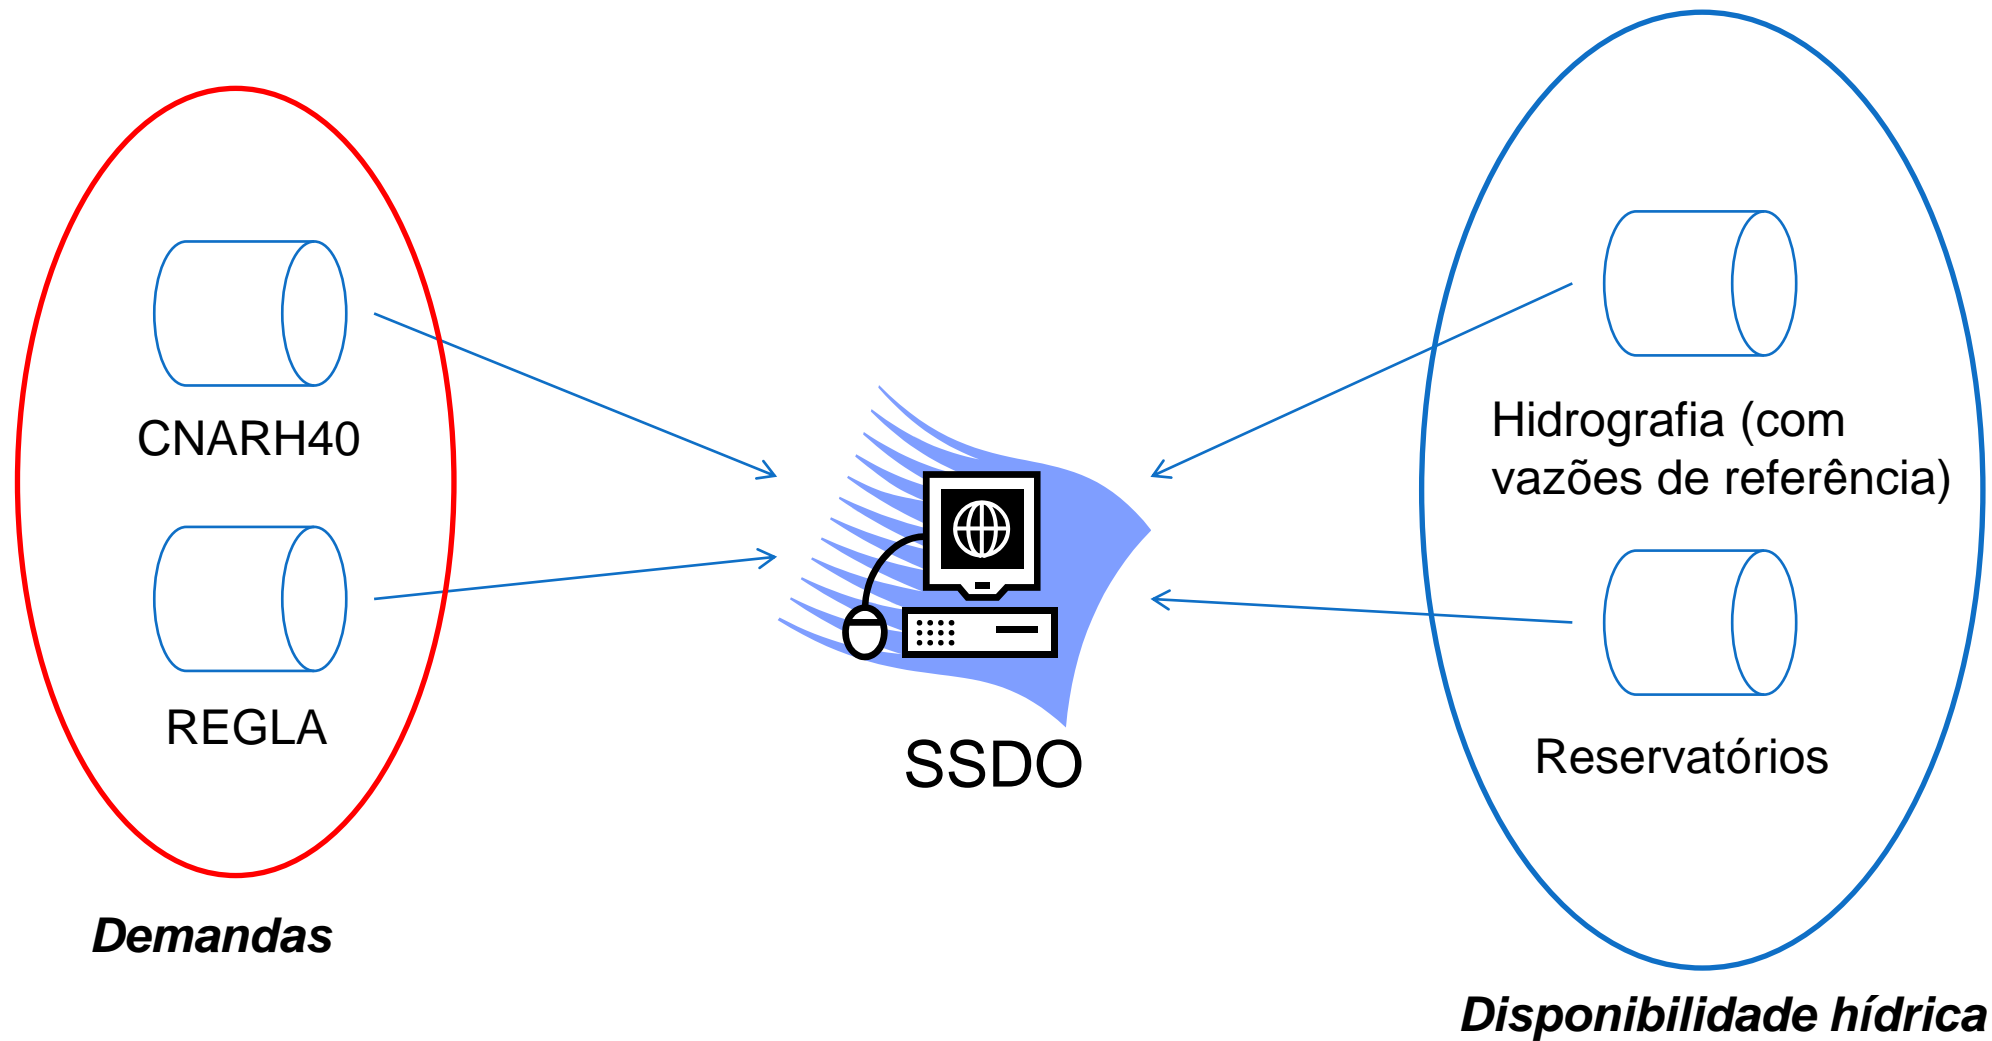 CNARH40
REGLA
Demandas
SSDO
Hidrografia (com
vazões de referência)
Reservatórios
Disponibilidade hídrica